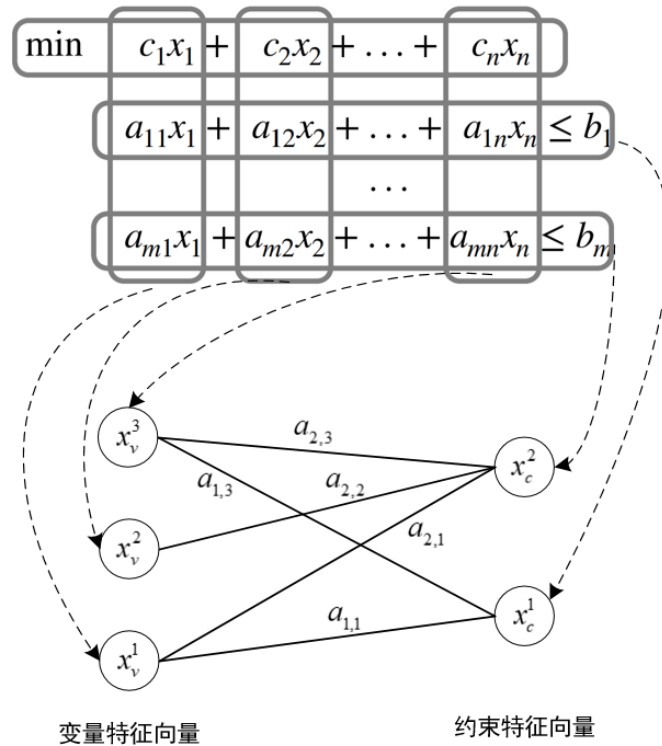 min c₁x₁ + c₂x₂ + … + cₙxₙ
a₁₁x₁ + a₁₂x₂ + … + a₁ₙxₙ ≤ b₁
…
aₘ₁x₁ + aₘ₂x₂ + … + aₘₙxₙ ≤ bₘ
x_v^3
a_{2,3}
x_c^2
a_{1,3}
a_{2,2}
x_v^2
a_{2,1}
x_c^1
a_{1,1}
x_v^1
变量特征向量
约束特征向量